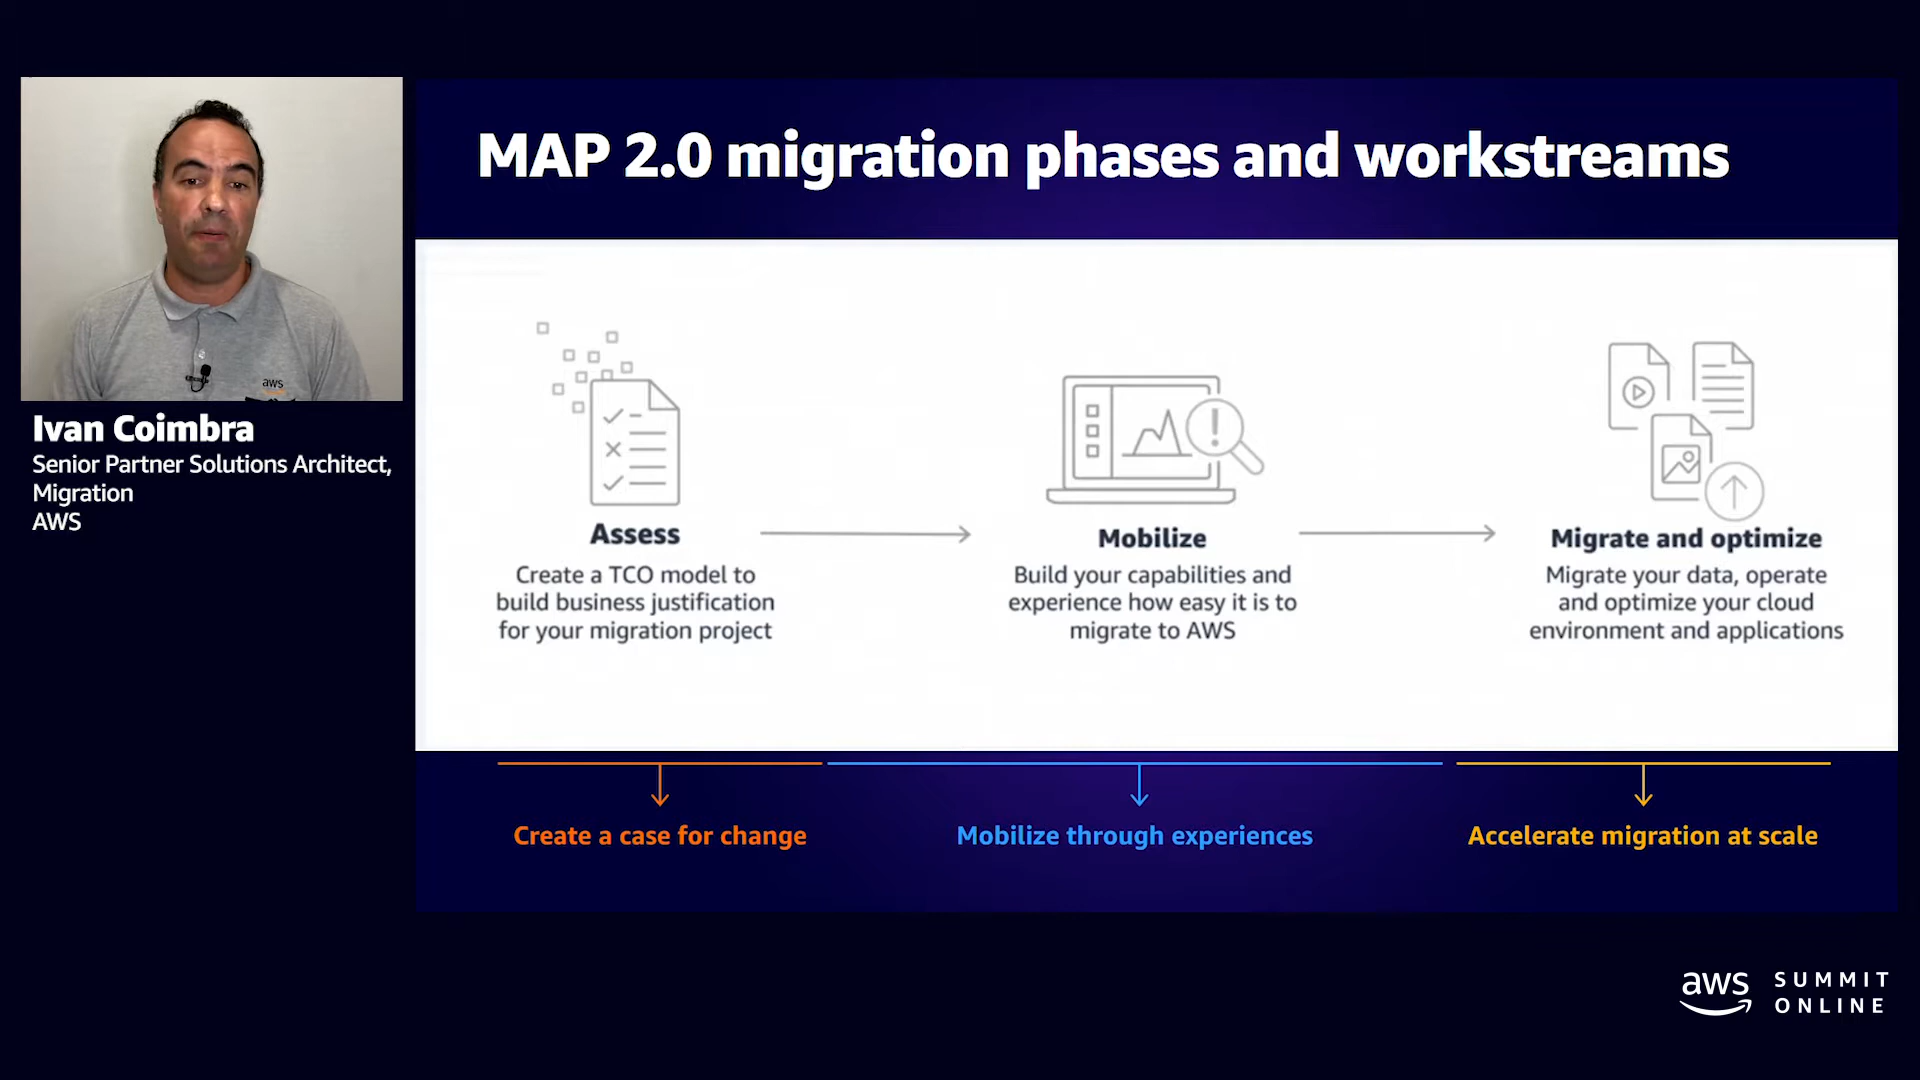 MAP 2.0 migration phases and workstreams
aws
Ivan Coimbra
Senior Partner Solutions Architect,
Migration
AWS
Assess
Create a TCO model to
build business justification
for your migration project
Mobilize
Build your capabilities and
experience how easy it is to
migrate to AWS
Migrate and optimize
Migrate your data, operate
and optimize your cloud
environment and applications
Create a case for change
Mobilize through experiences
Accelerate migration at scale
aws
SUMMIT
ONLINE